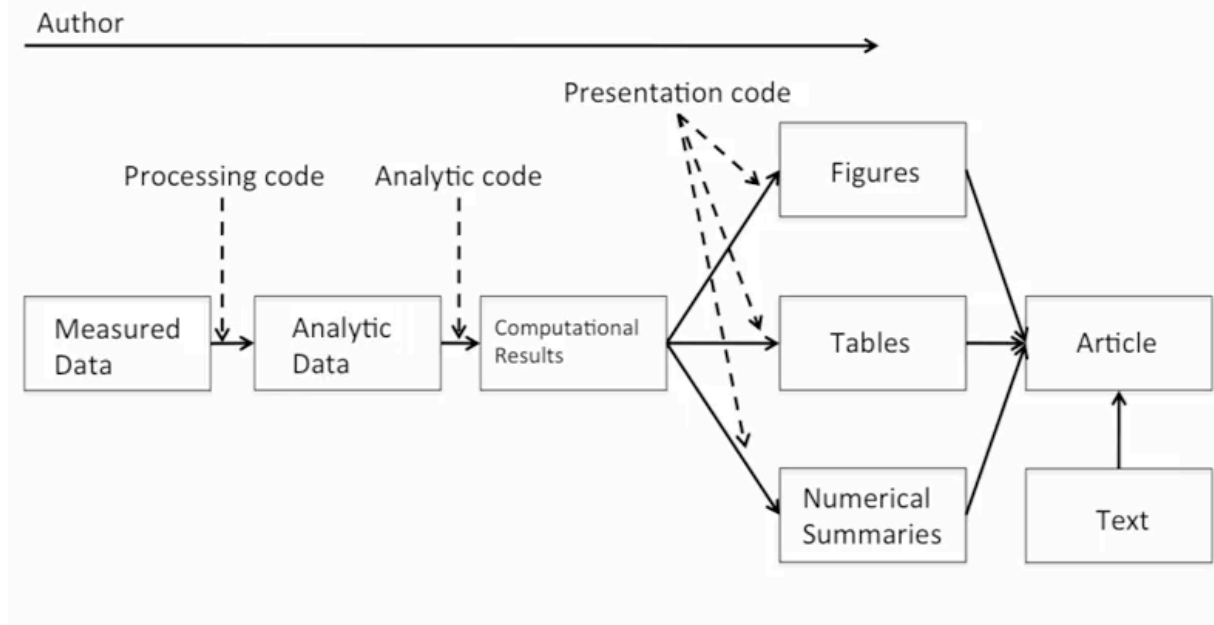 Author
Presentation code
Processing code
Analytic code
Figures
Measured
Data
Analytic
Data
Computational
Results
Tables
Article
Numerical
Summaries
Text